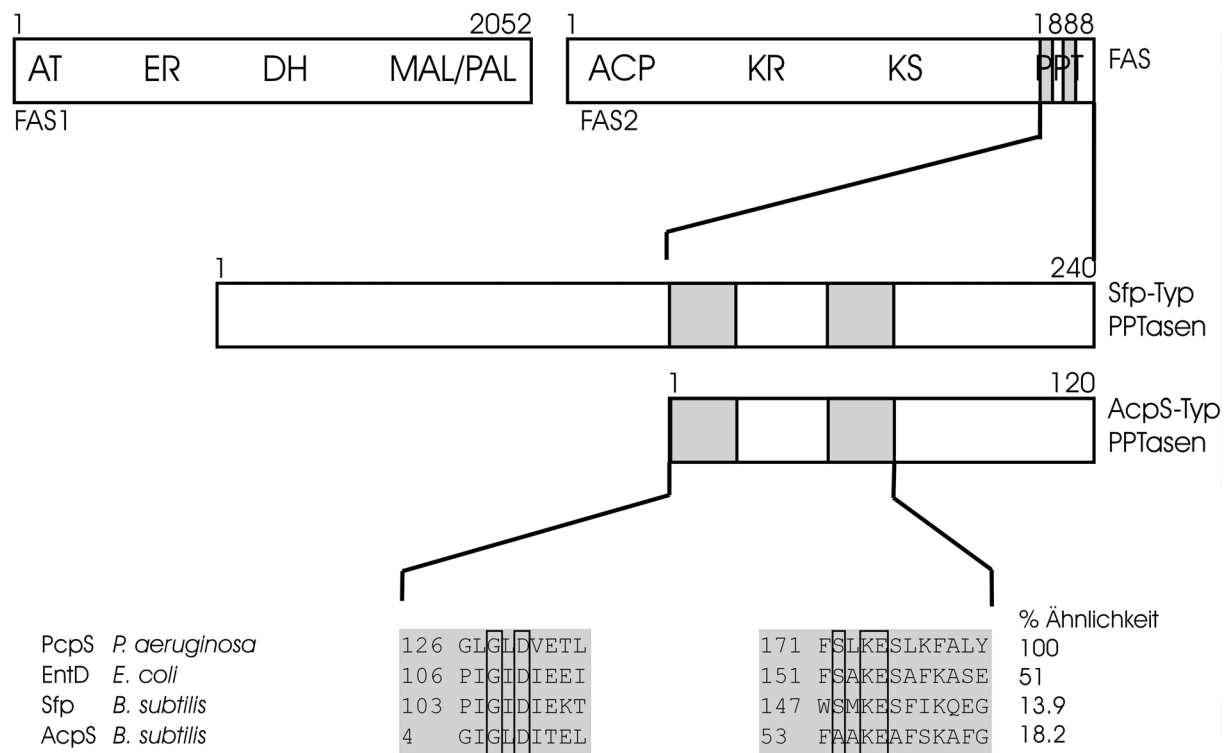 1 2052 1 1888
AT ER DH MAL/PAL ACP KR KS PPT FAS
FAS1 FAS2
1 240
Sfp-Typ
PPTasen
1 120
AcpS-Typ
PPTasen
% Ähnlichkeit
PcpS P. aeruginosa 126 GLGLDVETL 171 FSLKESLKFALY 100
EntD E. coli 106 PIGIDIEEI 151 FSAKESAFKASE 51
Sfp B. subtilis 103 PIGIDIEKT 147 WSMKESFIKQEG 13.9
AcpS B. subtilis 4 GIGLDITEL 53 FAAKEAFSKAFG 18.2